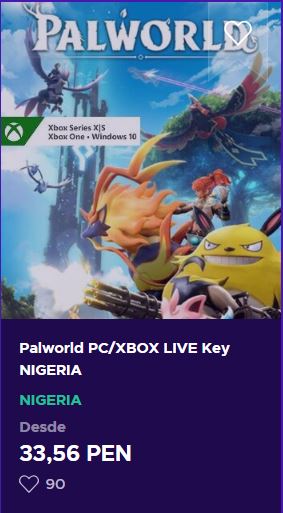 PALWORLD
Xbox Series X|S
Xbox One • Windows 10
Palworld PC/XBOX LIVE Key
NIGERIA
NIGERIA
Desde
33,56 PEN
90